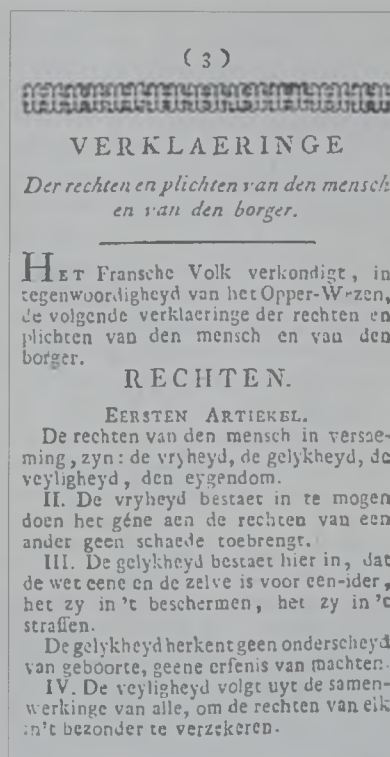 ( 3 )
VERKLAERINGE
Der rechten en plichten van den mensch
en van den borger.
HET Fransche Volk verkondigt, in
tegenwoordigheyd van het Opper-Wezen,
de volgende verklaeringe der rechten en
plichten van den mensch en van den
borger.
RECHTEN.
EERSTEN ARTIEKEL.
De rechten van den mensch in versae-
ming, zyn: de vryheyd, de gelykheyd, de
veyligheyd, den eygendom.
II. De vryheyd bestaet in te mogen
doen het géne aen de rechten van een
ander geen schaede toebrengt.
III. De gelykheyd bestaet hier in, dat
de wet eene en de zelve is voor een-ider,
het zy in 't beschermen, het zy in 't
straffen.
De gelykheyd herkent geen onderscheyd
van geboorte, geene erfenis van machten.
IV. De veyligheyd volgt uyt de samen-
werkinge van alle, om de rechten van elk
in't bezonder te verzekeren.